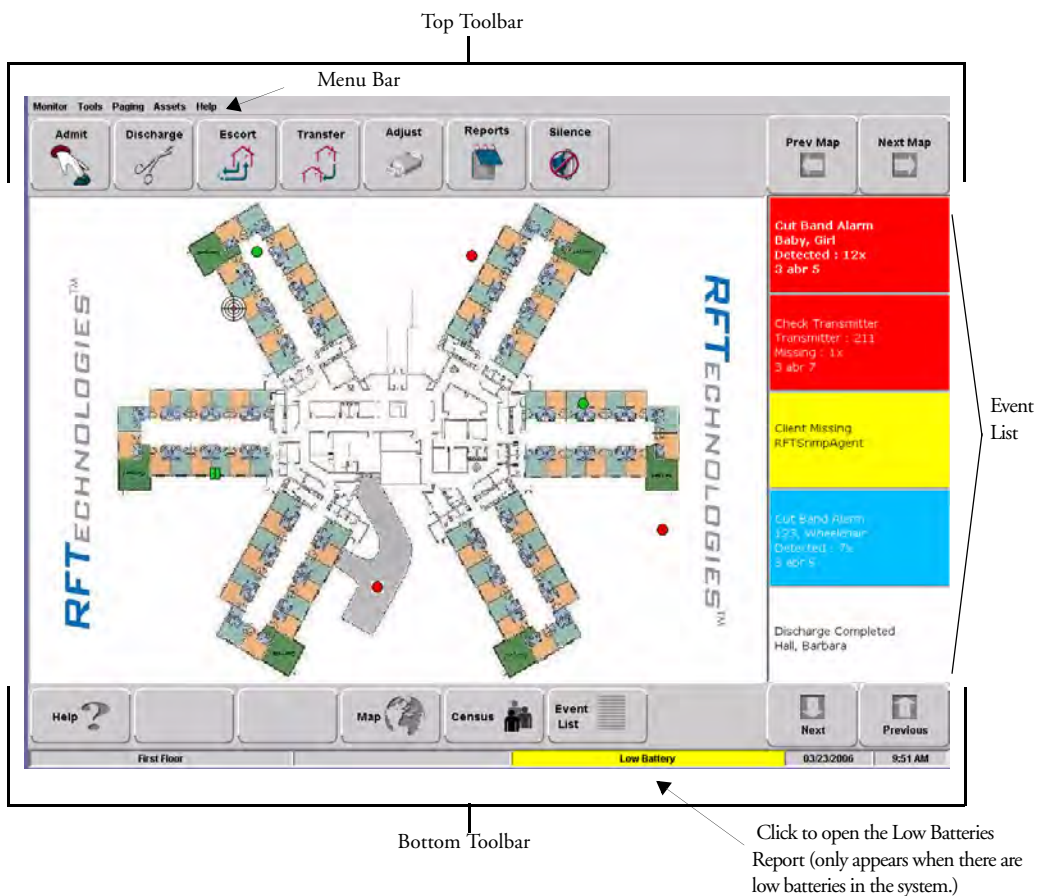 Top Toolbar
Menu Bar
Monitor Tools Paging Assets Help
Admit
Discharge
Escort
Transfer
Adjust
Reports
Silence
Prev Map
Next Map
RFTECHNOLOGIES™
RFTECHNOLOGIES™
Cut Band Alarm
Baby, Girl
Detected : 12x
3 abr 5
Check Transmitter
Transmitter : 211
Missing : 1x
3 abr 7
Client Missing
RFTSnmpAgent
Cut Band Alarm
123, Wheelchair
Detected : 7x
3 abr 5
Discharge Completed
Hall, Barbara
Event
List
Help
Map
Census
Event
List
Next
Previous
First Floor
Low Battery
03/23/2006
9:51 AM
Bottom Toolbar
Click to open the Low Batteries
Report (only appears when there are
low batteries in the system.)